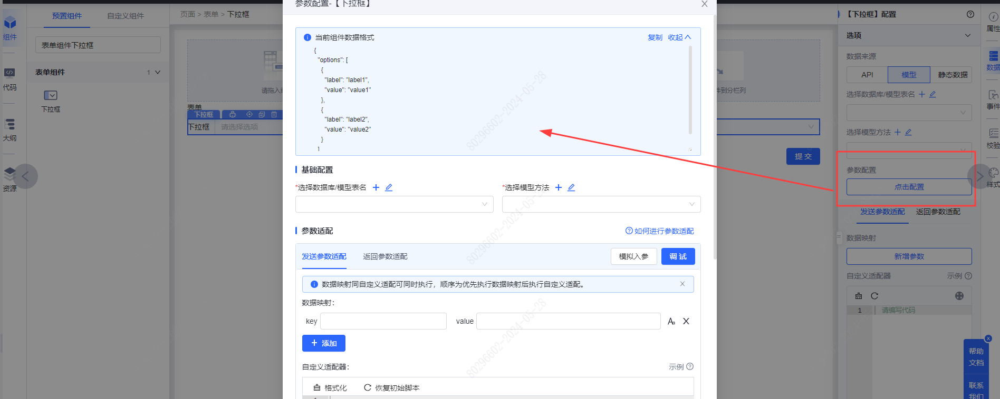 预置组件
自定义组件
页面 > 表单 > 下拉框
参数配置-【下拉框】
【下拉框】配置
组件
表单组件下拉框
表单组件
1
下拉框
代码
大纲
资源
请拖入
件到分栏列
表单
下拉框
下拉框
请选择选项
提 交
当前组件数据格式
复制
收起
{
"options": [
{
"label": "label1",
"value": "value1"
},
{
"label": "label2",
"value": "value2"
}
]
基础配置
*选择数据库/模型表名
*选择模型方法
参数适配
如何进行参数适配
发送参数适配
返回参数适配
模拟入参
调 试
数据映射同自定义适配可同时执行，顺序为优先执行数据映射后执行自定义适配。
数据映射：
key
value
Aa
添加
自定义适配器：
示例
格式化
恢复初始脚本
1
选项
数据来源
API
模型
静态数据
选择数据库/模型表名
选择模型方法
参数配置
点击配置
发送参数适配
返回参数适配
数据映射
新增参数
自定义适配器
示例
1
请编写代码
属性
数据
事件
校验
样式
帮助
文档
联系
我们
80296602-2024-05-28
80296602-2024-05-28
80296602-2024-05-28